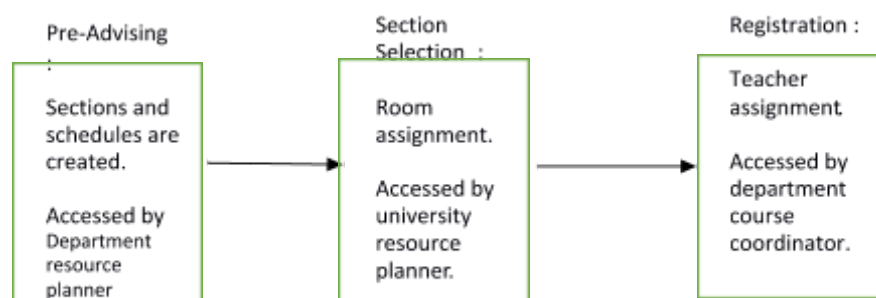 Pre-Advising
:
Sections and
schedules are
created.
Accessed by
Department
resource
planner
Section
Selection :
Room
assignment.
Accessed by
university
resource
planner.
Registration :
Teacher
assignment.
Accessed by
department
course
coordinator.